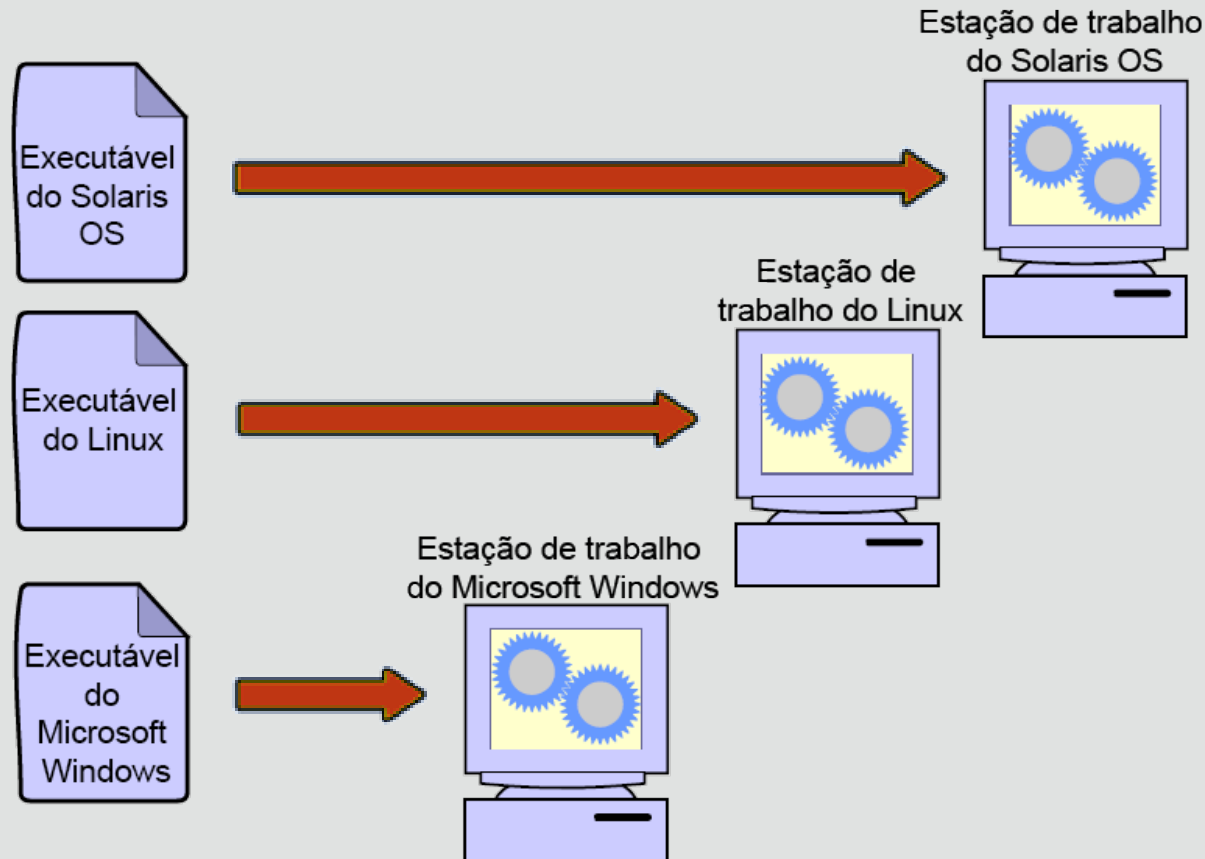 Estação de trabalho
do Solaris OS
Executável
do Solaris
OS
Estação de
trabalho do Linux
Executável
do Linux
Estação de trabalho
do Microsoft Windows
Executável
do
Microsoft
Windows